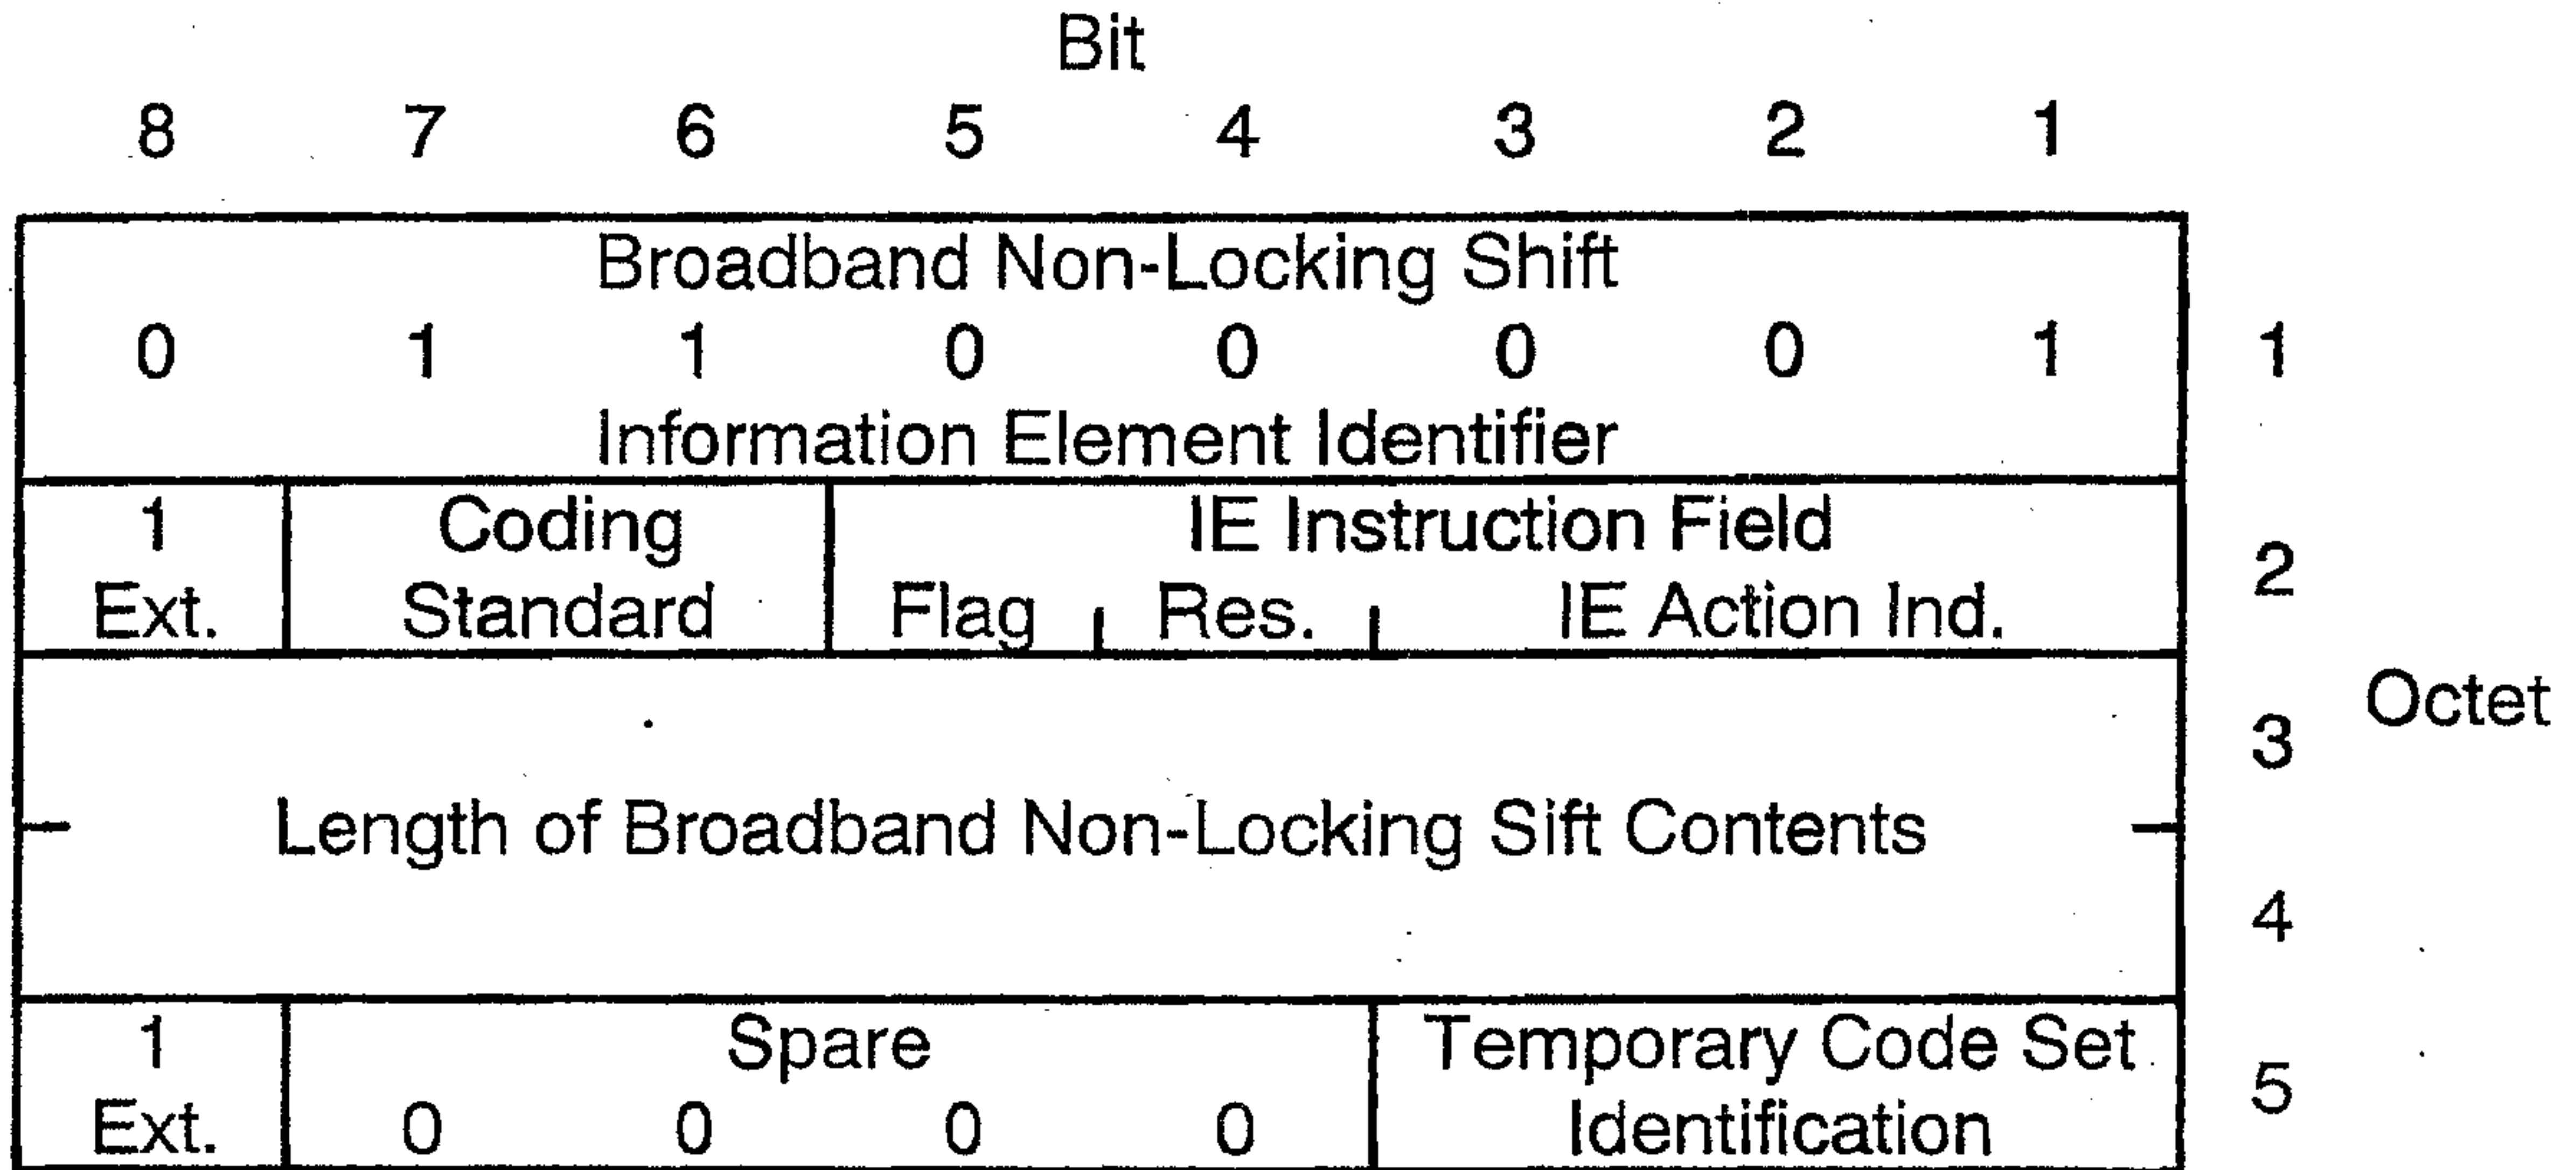 Bit
8 7 6 5 4 3 2 1
Broadband Non-Locking Shift
0 1 1 0 0 0 0 1 1
Information Element Identifier
1 Coding IE Instruction Field
2
Ext. Standard Flag Res. IE Action Ind.
Octet
3
Length of Broadband Non-Locking Sift Contents
4
1 Spare Temporary Code Set
5
Ext. 0 0 0 0 Identification